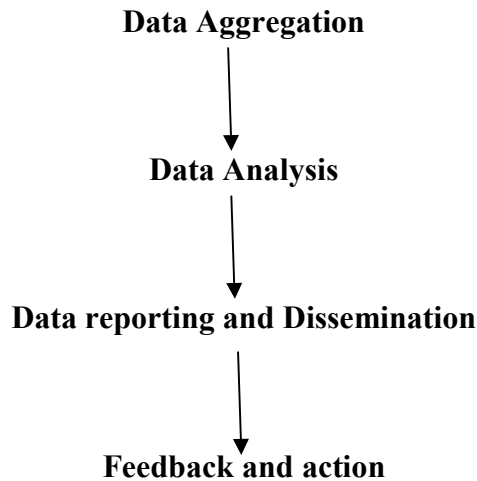 Data Aggregation
Data Analysis
Data reporting and Dissemination
Feedback and action